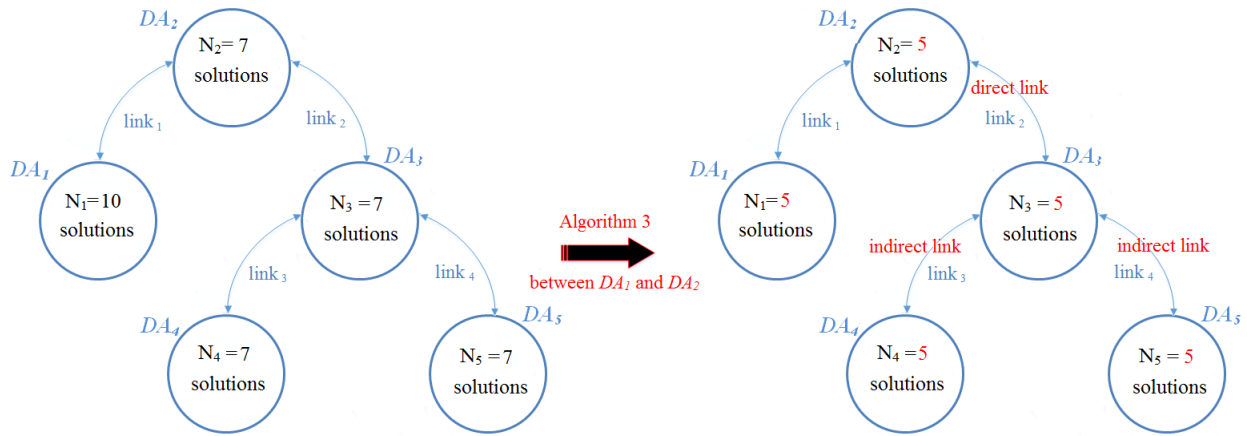 DA₂
N₂= 7
solutions
link ₁
link ₂
DA₁
N₁=10
solutions
DA₃
N₃ = 7
solutions
link ₃
link ₄
DA₄
N₄ = 7
solutions
DA₅
N₅ = 7
solutions
Algorithm 3
between DA₁ and DA₂
DA₂
N₂= 5
solutions
direct link
link ₁
link ₂
DA₁
N₁= 5
solutions
DA₃
N₃ = 5
solutions
indirect link
link ₃
indirect link
link ₄
DA₄
N₄ = 5
solutions
DA₅
N₅ = 5
solutions